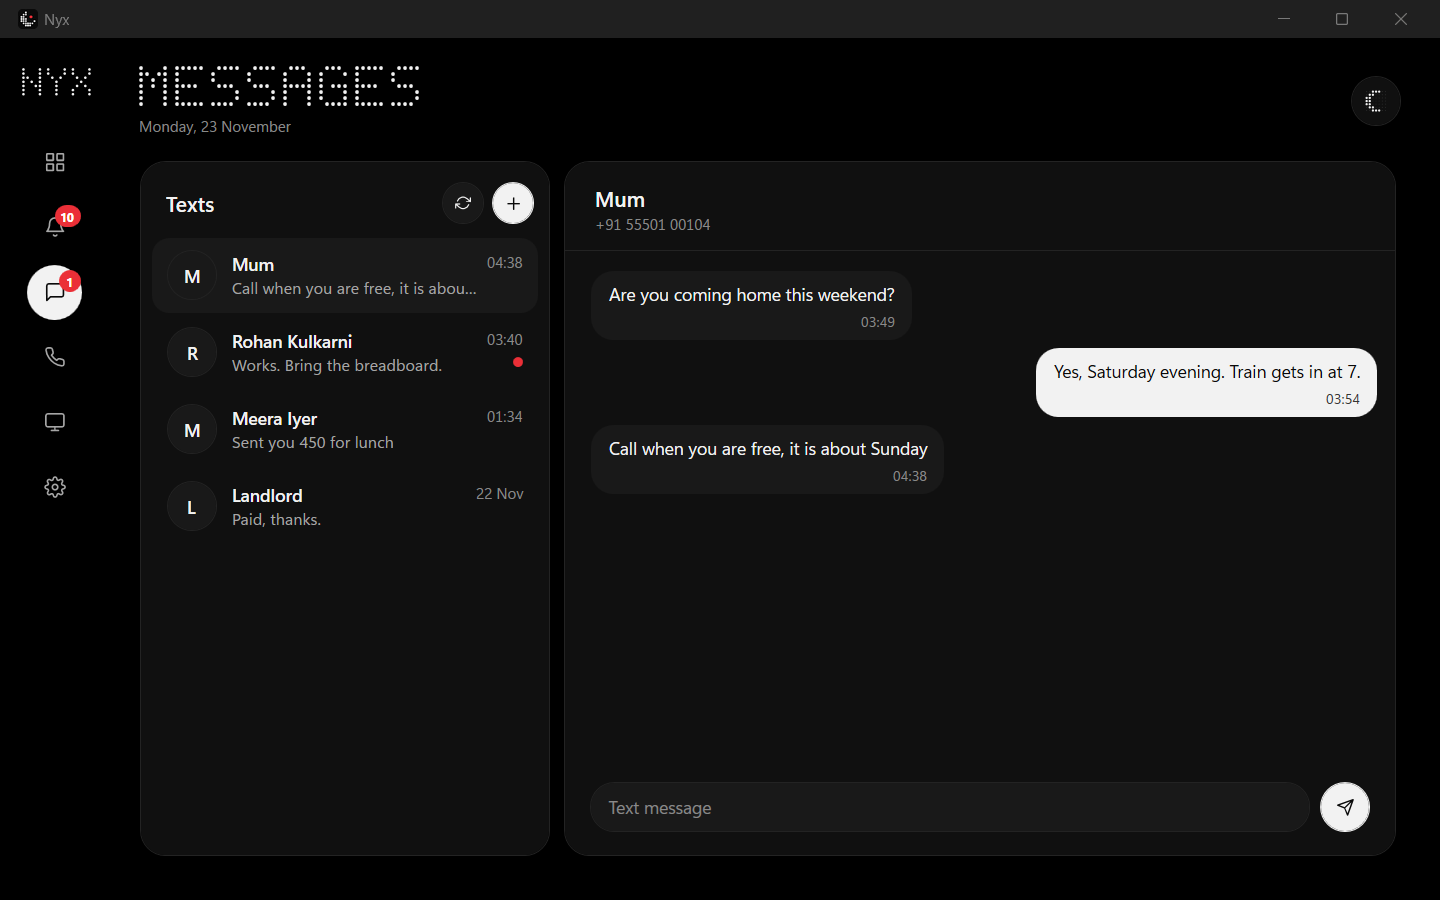 Nyx
NYX
MESSAGES
Monday, 23 November
10
1
Texts
M
Mum
04:38
Call when you are free, it is abou...
R
Rohan Kulkarni
03:40
Works. Bring the breadboard.
M
Meera Iyer
01:34
Sent you 450 for lunch
L
Landlord
22 Nov
Paid, thanks.
Mum
+91 55501 00104
Are you coming home this weekend?
03:49
Yes, Saturday evening. Train gets in at 7.
03:54
Call when you are free, it is about Sunday
04:38
Text message